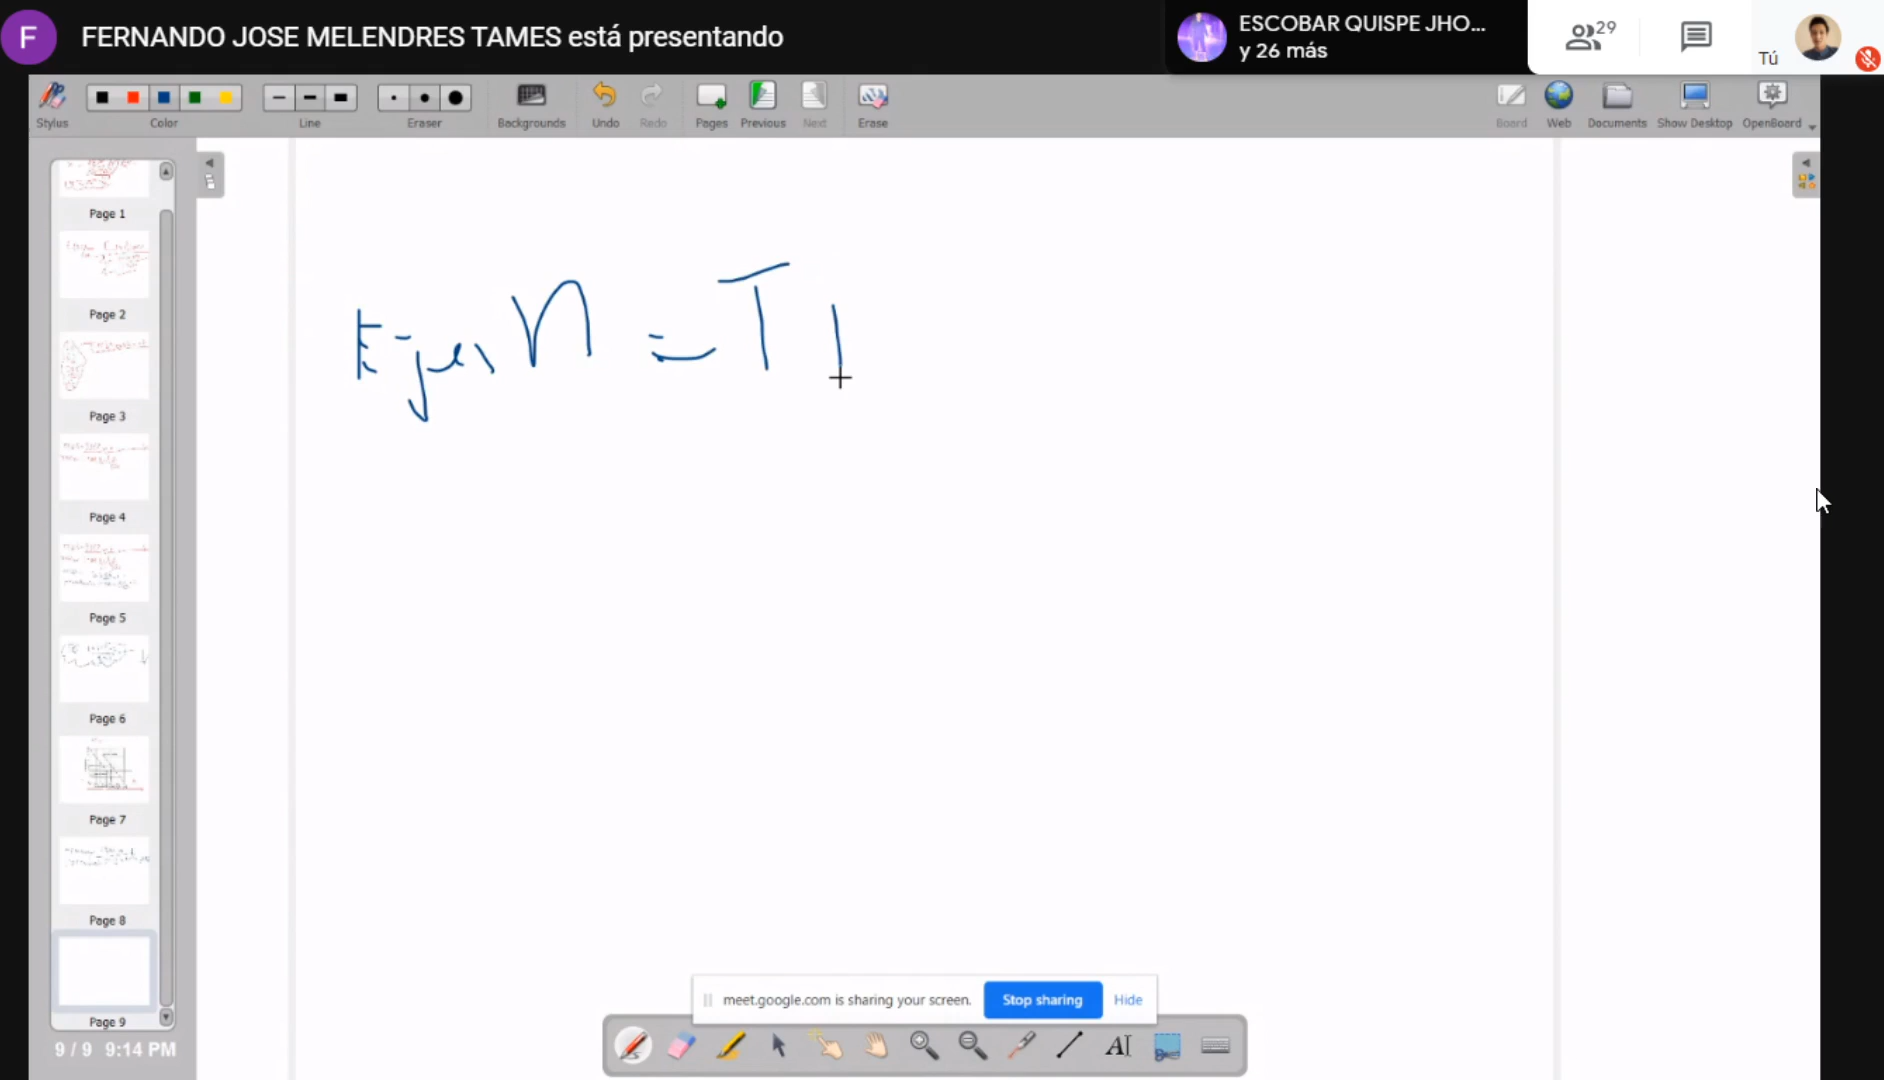 F
FERNANDO JOSE MELENDRES TAMES está presentando
ESCOBAR QUISPE JHO...
y 26 más
29
Tú
Stylus
Color
Line
Eraser
Backgrounds
Undo
Redo
Pages
Previous
Next
Erase
Board
Web
Documents
Show Desktop
OpenBoard
Page 1
Page 2
Page 3
Page 4
Page 5
Page 6
Page 7
Page 8
Page 9
9 / 9 9:14 PM
= T
meet.google.com is sharing your screen.
Stop sharing
Hide